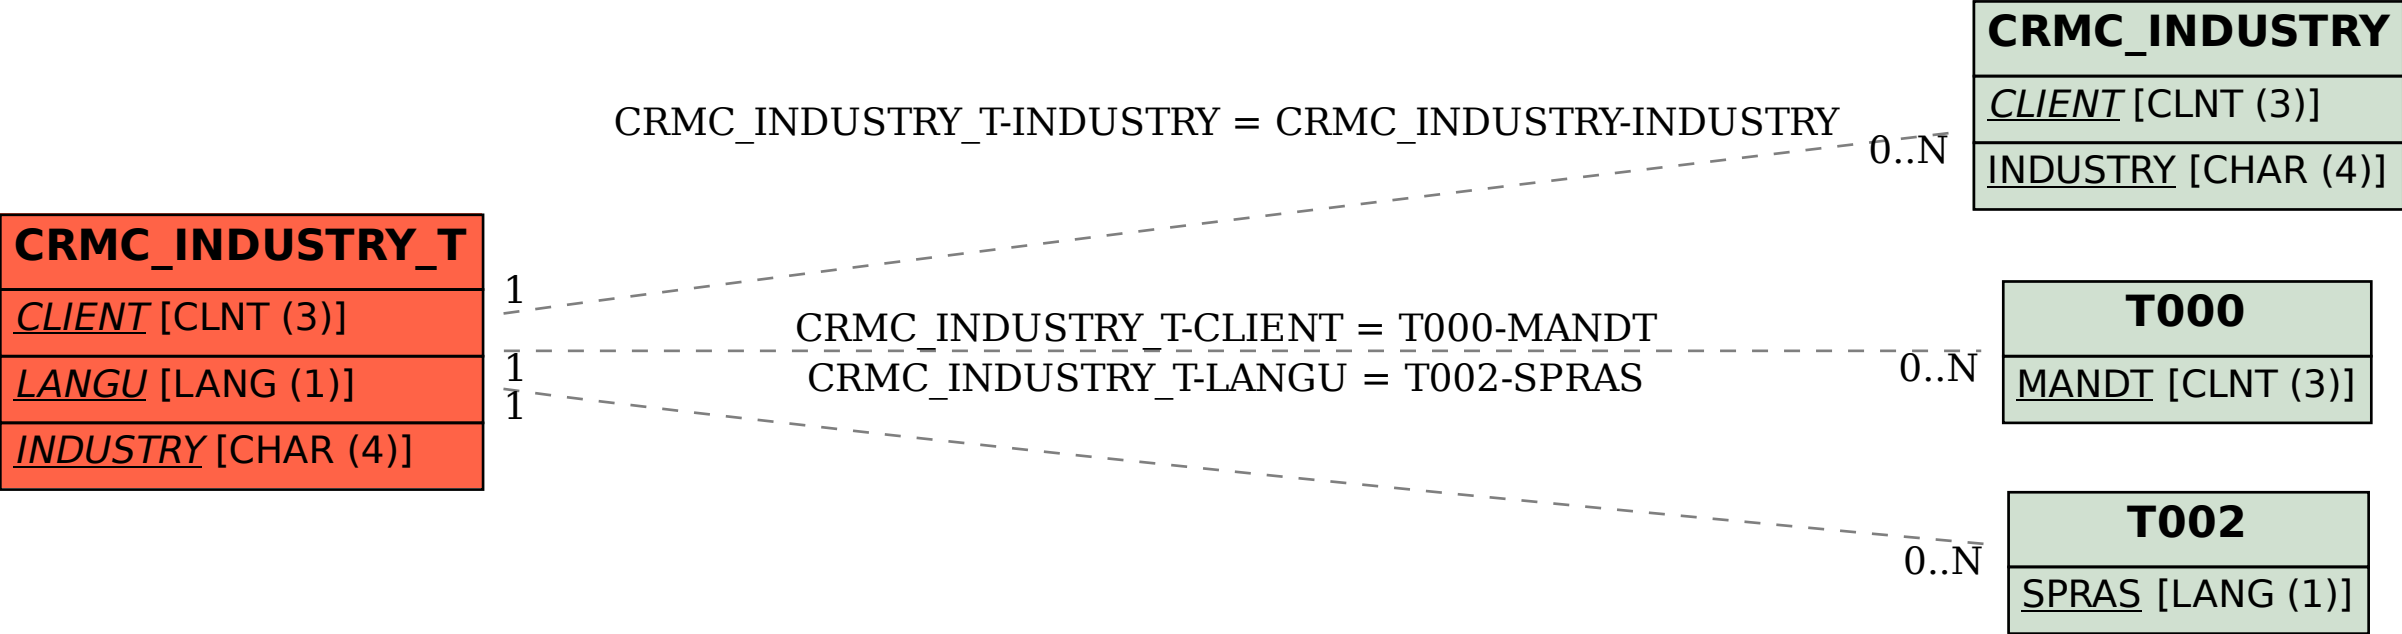 CRMC_INDUSTRY_T
CLIENT [CLNT (3)]
LANGU [LANG (1)]
INDUSTRY [CHAR (4)]
CRMC_INDUSTRY_T-INDUSTRY = CRMC_INDUSTRY-INDUSTRY
1
0..N
CRMC_INDUSTRY_T-CLIENT = T000-MANDT
1
0..N
CRMC_INDUSTRY_T-LANGU = T002-SPRAS
1
0..N
CRMC_INDUSTRY
CLIENT [CLNT (3)]
INDUSTRY [CHAR (4)]
T000
MANDT [CLNT (3)]
T002
SPRAS [LANG (1)]